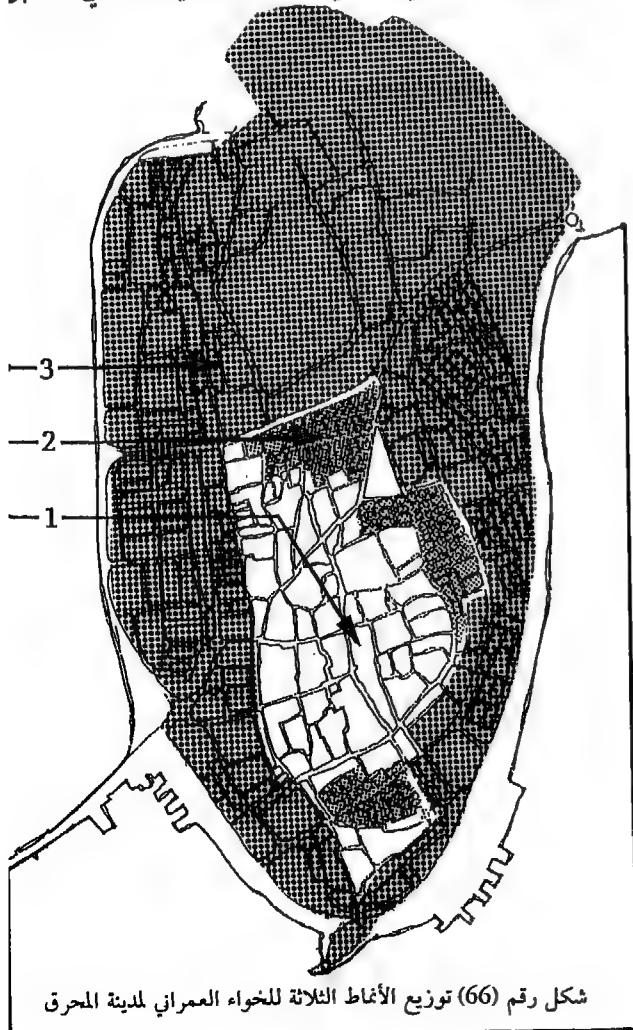 3
2
1
شكل رقم (66) توزيع الأنماط الثلاثة للخواء العمراني لمدينة المحرق